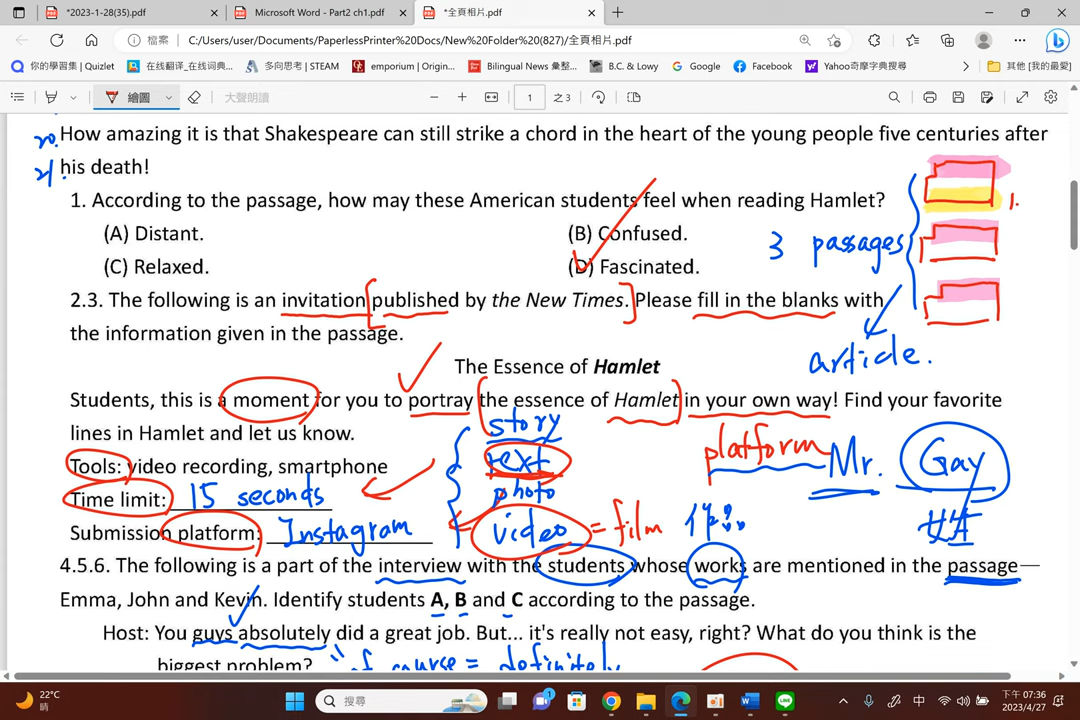 *2023-1-28(35).pdf
Microsoft Word - Part2 ch1.pdf
*全頁相片.pdf
檔案
C:/Users/user/Documents/PaperlessPrinter%20Docs/New%20Folder%20(827)/全頁相片.pdf
你的學習集 | Quizlet
在线翻译_在线词典...
多向思考 | STEAM
emporium | Origin...
Bilingual News 彙整...
B.C. & Lowy
Google
Facebook
Yahoo奇摩字典搜尋
其他 [我的最愛]
繪圖
大聲朗讀
1
之 3
20.
How amazing it is that Shakespeare can still strike a chord in the heart of the young people five centuries after
21.
his death!
1. According to the passage, how may these American students feel when reading Hamlet?
1.
(A) Distant.
(B) Confused.
3 passages
(C) Relaxed.
(D) Fascinated.
2.3. The following is an invitation published by the New Times. Please fill in the blanks with
the information given in the passage.
article.
The Essence of Hamlet
Students, this is a moment for you to portray the essence of Hamlet in your own way! Find your favorite
lines in Hamlet and let us know.
story
platform
Tools: video recording, smartphone
text
Mr. Gay
Time limit: 15 seconds
photo
Submission platform: Instagram
video = film
4.5.6. The following is a part of the interview with the students whose works are mentioned in the passage—
Emma, John and Kevin. Identify students A, B and C according to the passage.
Host: You guys absolutely did a great job. But... it's really not easy, right? What do you think is the
biggest problem?
of course = definitely
22°C
晴
搜尋
中
下午 07:36
2023/4/27